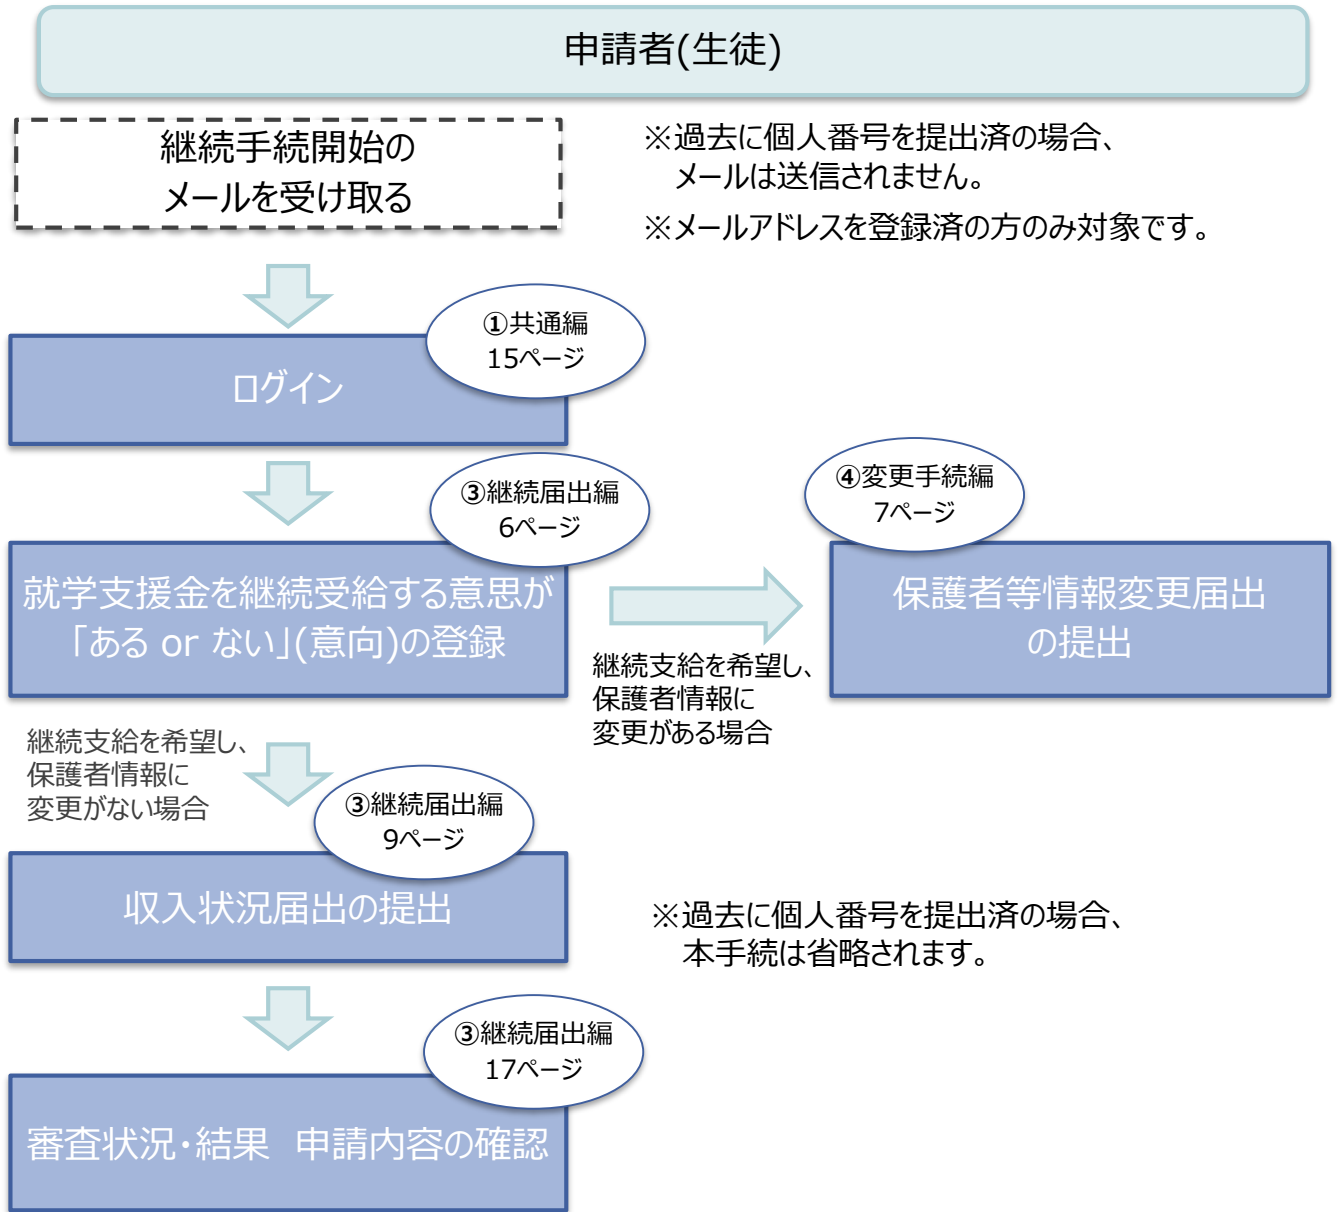 申請者(生徒)
継続手続開始の
メールを受け取る
※過去に個人番号を提出済の場合、
メールは送信されません。
※メールアドレスを登録済の方のみ対象です。
①共通編
15ページ
ログイン
③継続届出編
6ページ
就学支援金を継続受給する意思が
「ある or ない」(意向)の登録
継続支給を希望し、
保護者情報に
変更がある場合
④変更手続編
7ページ
保護者等情報変更届出
の提出
継続支給を希望し、
保護者情報に
変更がない場合
③継続届出編
9ページ
収入状況届出の提出
※過去に個人番号を提出済の場合、
本手続は省略されます。
③継続届出編
17ページ
審査状況・結果　申請内容の確認